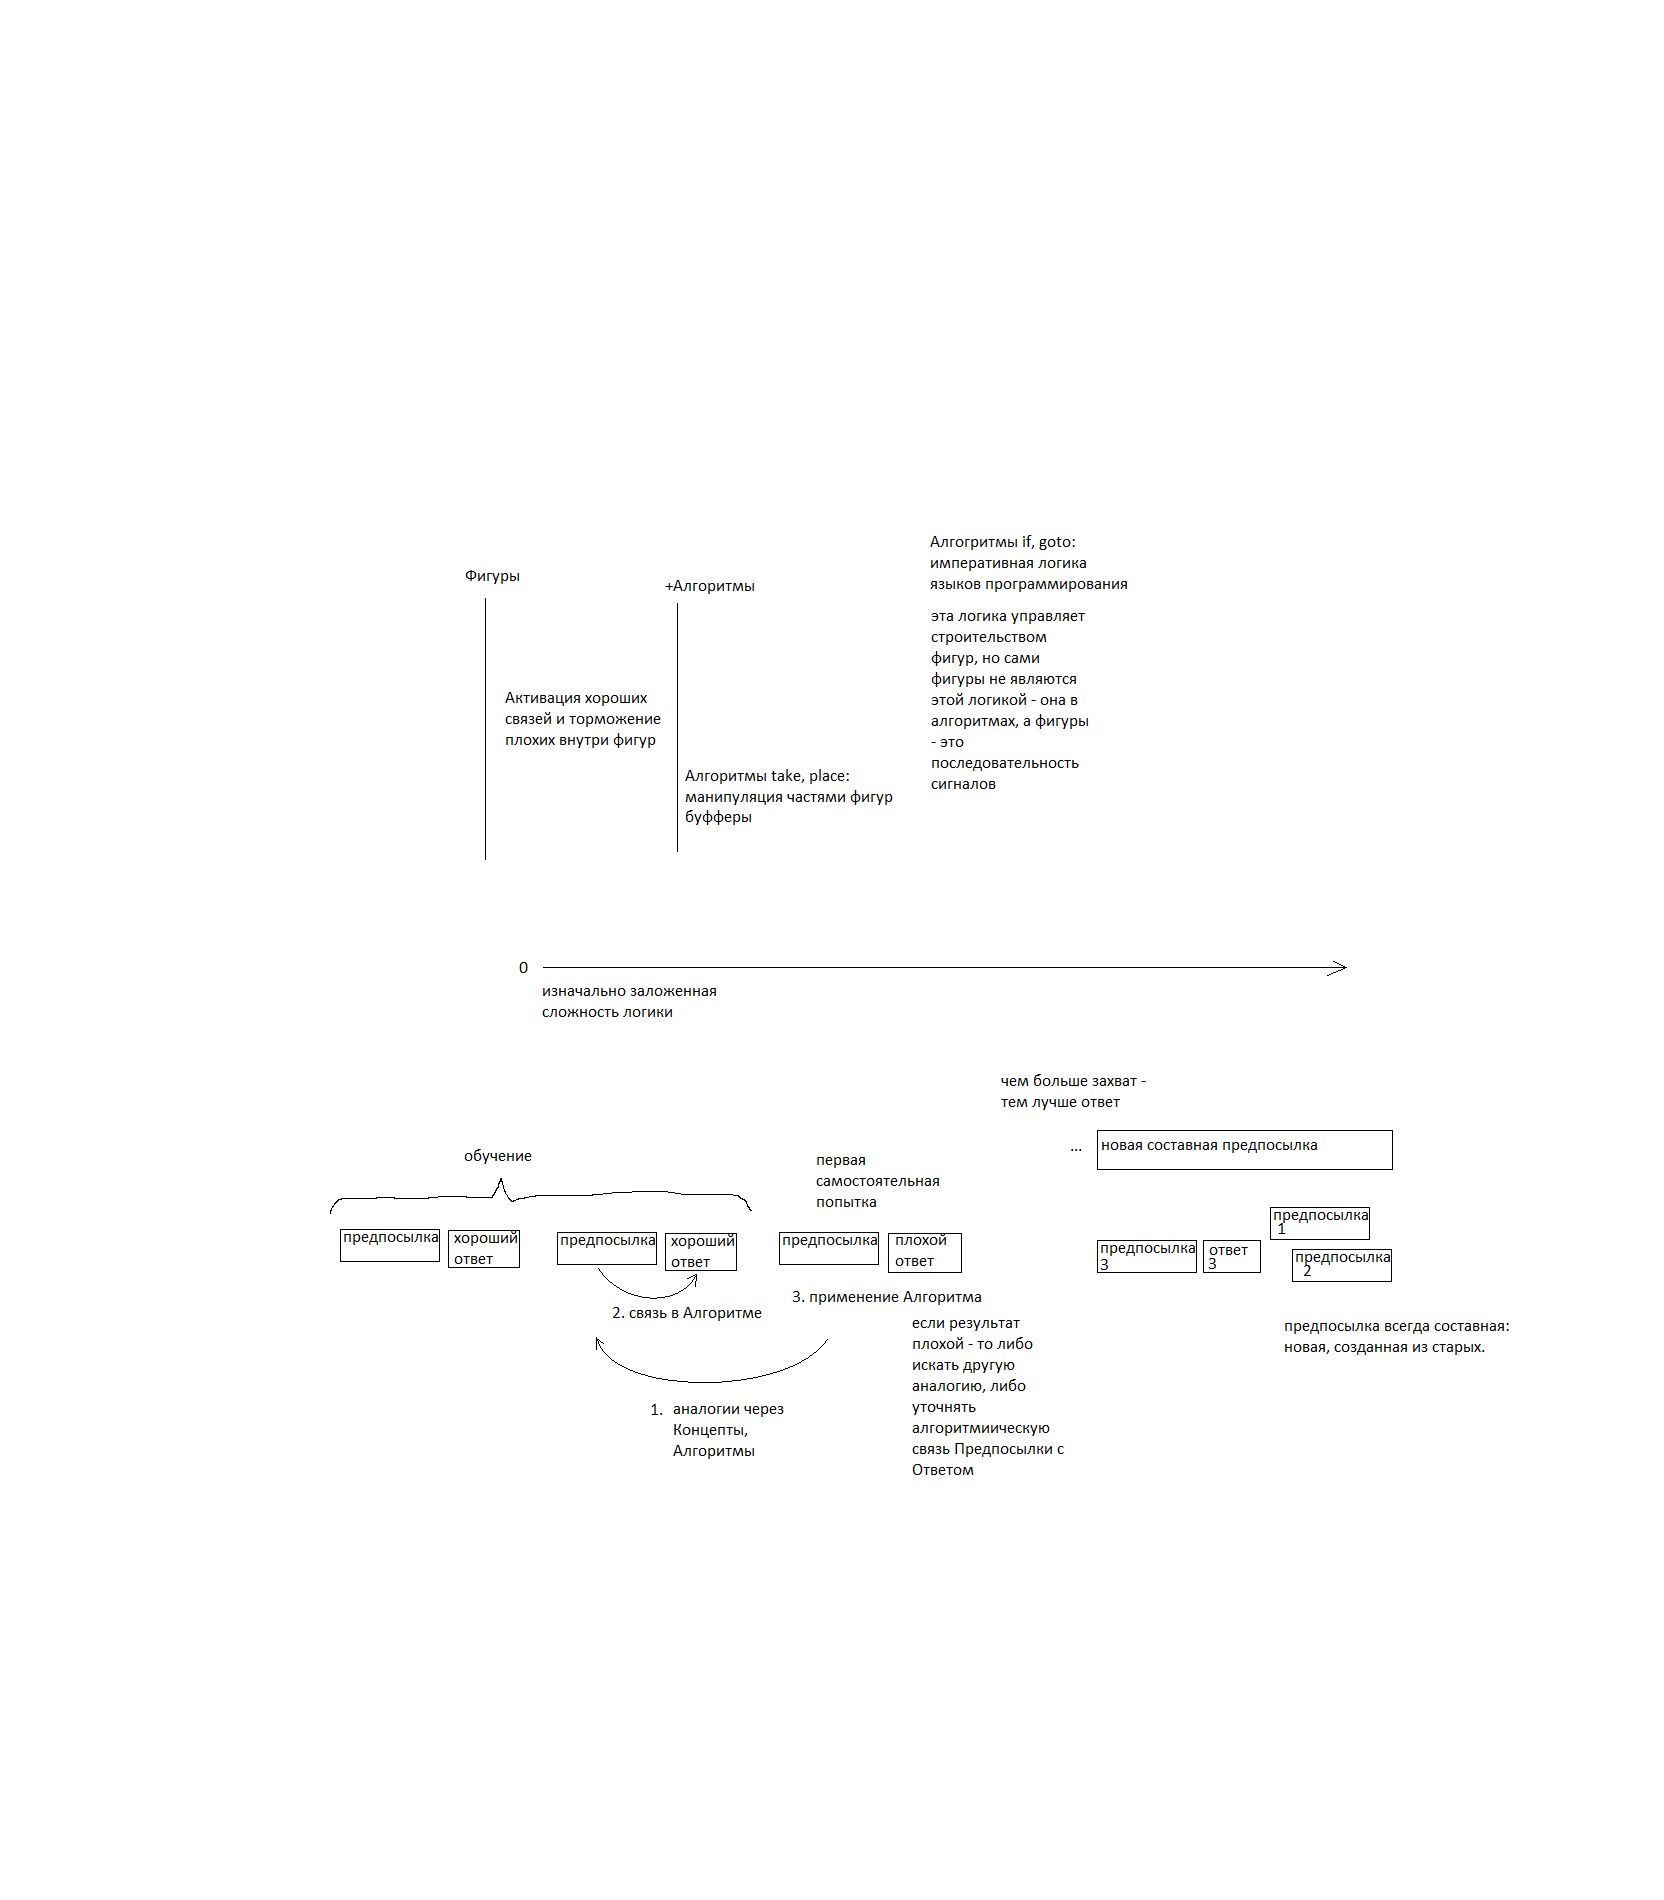 Алгогритмы if, goto:
императивная логика
языков программирования
Фигуры
+Алгоритмы
эта логика управляет
строительством
фигур, но сами
фигуры не являются
этой логикой - она в
алгоритмах, а фигуры
- это
последовательность
сигналов
Активация хороших
связей и торможение
плохих внутри фигур
Алгоритмы take, place:
манипуляция частями фигур
буфферы
0
изначально заложенная
сложность логики
чем больше захват -
тем лучше ответ
... новая составная предпосылка
обучение
первая
самостоятельная
попытка
предпосылка
хороший
ответ
предпосылка
хороший
ответ
предпосылка
плохой
ответ
предпосылка
3
ответ
3
предпосылка
1
предпосылка
2
2. связь в Алгоритме
3. применение Алгоритма
если результат
плохой - то либо
искать другую
аналогию, либо
уточнять
алгоритмиическую
связь Предпосылки с
Ответом
предпосылка всегда составная:
новая, созданная из старых.
1. аналогии через
Концепты,
Алгоритмы